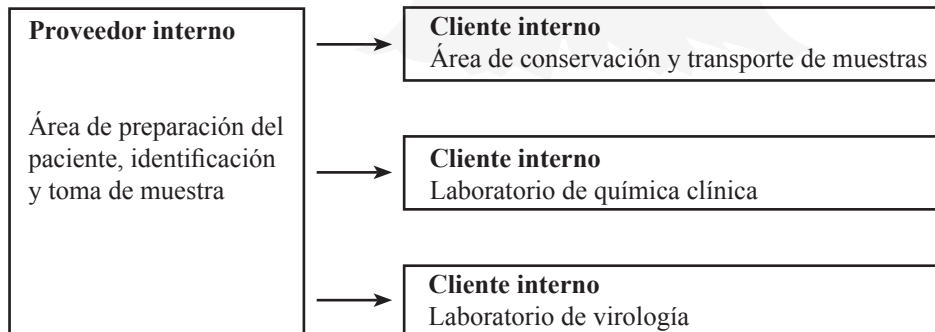 Proveedor interno
Área de preparación del
paciente, identificación
y toma de muestra
Cliente interno
Área de conservación y transporte de muestras
Cliente interno
Laboratorio de química clínica
Cliente interno
Laboratorio de virología